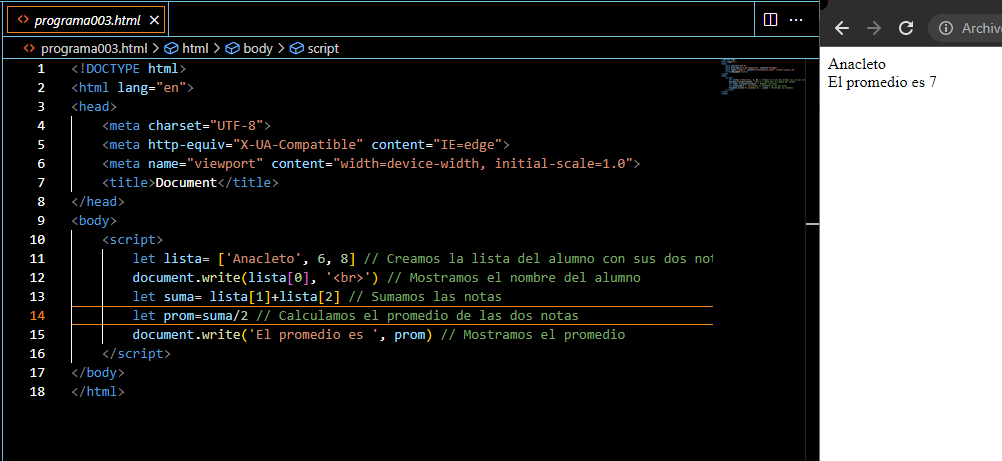 <> programa003.html ×
<> programa003.html > html > body > script
1 <!DOCTYPE html>
2 <html lang="en">
3 <head>
4 <meta charset="UTF-8">
5 <meta http-equiv="X-UA-Compatible" content="IE=edge">
6 <meta name="viewport" content="width=device-width, initial-scale=1.0">
7 <title>Document</title>
8 </head>
9 <body>
10 <script>
11 let lista= ['Anacleto', 6, 8] // Creamos la lista del alumno con sus dos not
12 document.write(lista[0], '<br>') // Mostramos el nombre del alumno
13 let suma= lista[1]+lista[2] // Sumamos las notas
14 let prom=suma/2 // Calculamos el promedio de las dos notas
15 document.write('El promedio es ', prom) // Mostramos el promedio
16 </script>
17 </body>
18 </html>
Archiv
Anacleto
El promedio es 7